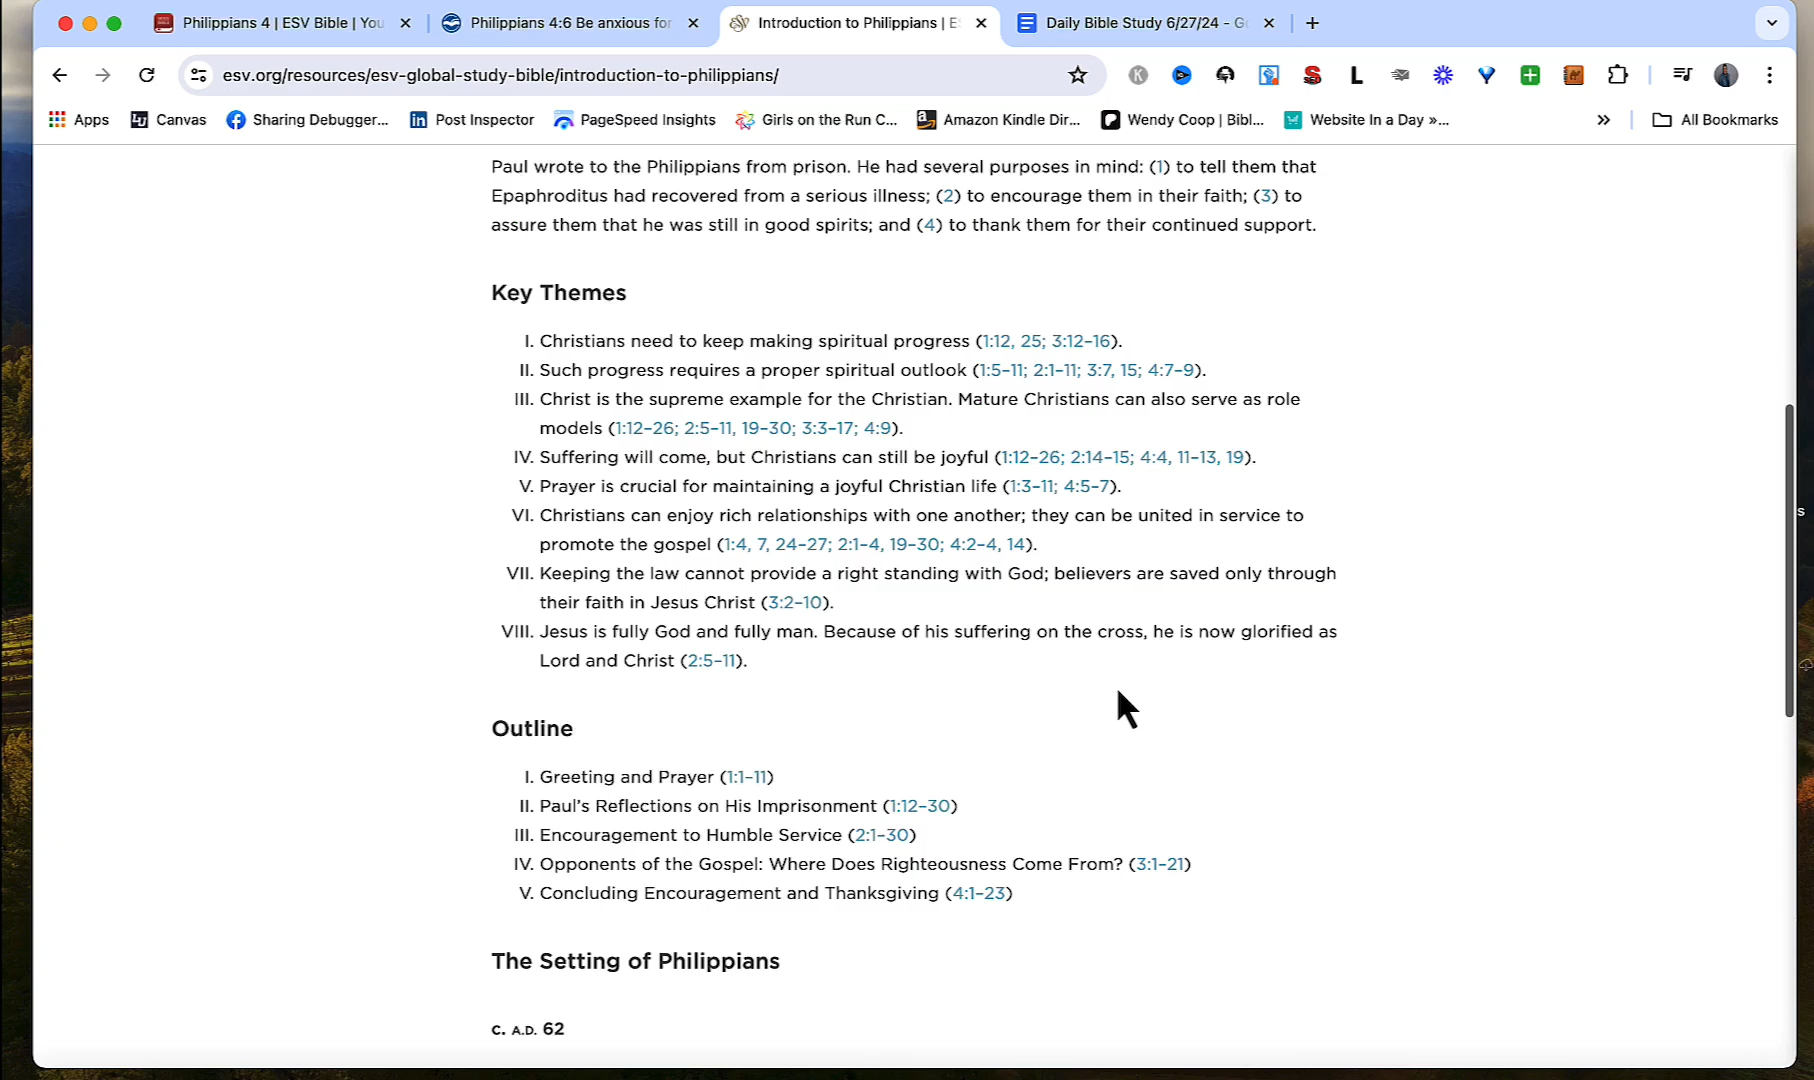 Philippians 4 | ESV Bible | You
Philippians 4:6 Be anxious for
Introduction to Philippians | ES
Daily Bible Study 6/27/24 - Go
esv.org/resources/esv-global-study-bible/introduction-to-philippians/
Apps
Canvas
Sharing Debugger...
Post Inspector
PageSpeed Insights
Girls on the Run C...
Amazon Kindle Dir...
Wendy Coop | Bibl...
Website In a Day »...
All Bookmarks
Paul wrote to the Philippians from prison. He had several purposes in mind: (1) to tell them that
Epaphroditus had recovered from a serious illness; (2) to encourage them in their faith; (3) to
assure them that he was still in good spirits; and (4) to thank them for their continued support.
Key Themes
I. Christians need to keep making spiritual progress (1:12, 25; 3:12–16).
II. Such progress requires a proper spiritual outlook (1:5–11; 2:1–11; 3:7, 15; 4:7–9).
III. Christ is the supreme example for the Christian. Mature Christians can also serve as role
models (1:12–26; 2:5–11, 19–30; 3:3–17; 4:9).
IV. Suffering will come, but Christians can still be joyful (1:12–26; 2:14–15; 4:4, 11–13, 19).
V. Prayer is crucial for maintaining a joyful Christian life (1:3–11; 4:5–7).
VI. Christians can enjoy rich relationships with one another; they can be united in service to
promote the gospel (1:4, 7, 24–27; 2:1–4, 19–30; 4:2–4, 14).
VII. Keeping the law cannot provide a right standing with God; believers are saved only through
their faith in Jesus Christ (3:2–10).
VIII. Jesus is fully God and fully man. Because of his suffering on the cross, he is now glorified as
Lord and Christ (2:5–11).
Outline
I. Greeting and Prayer (1:1–11)
II. Paul's Reflections on His Imprisonment (1:12–30)
III. Encouragement to Humble Service (2:1–30)
IV. Opponents of the Gospel: Where Does Righteousness Come From? (3:1–21)
V. Concluding Encouragement and Thanksgiving (4:1–23)
The Setting of Philippians
c. A.D. 62